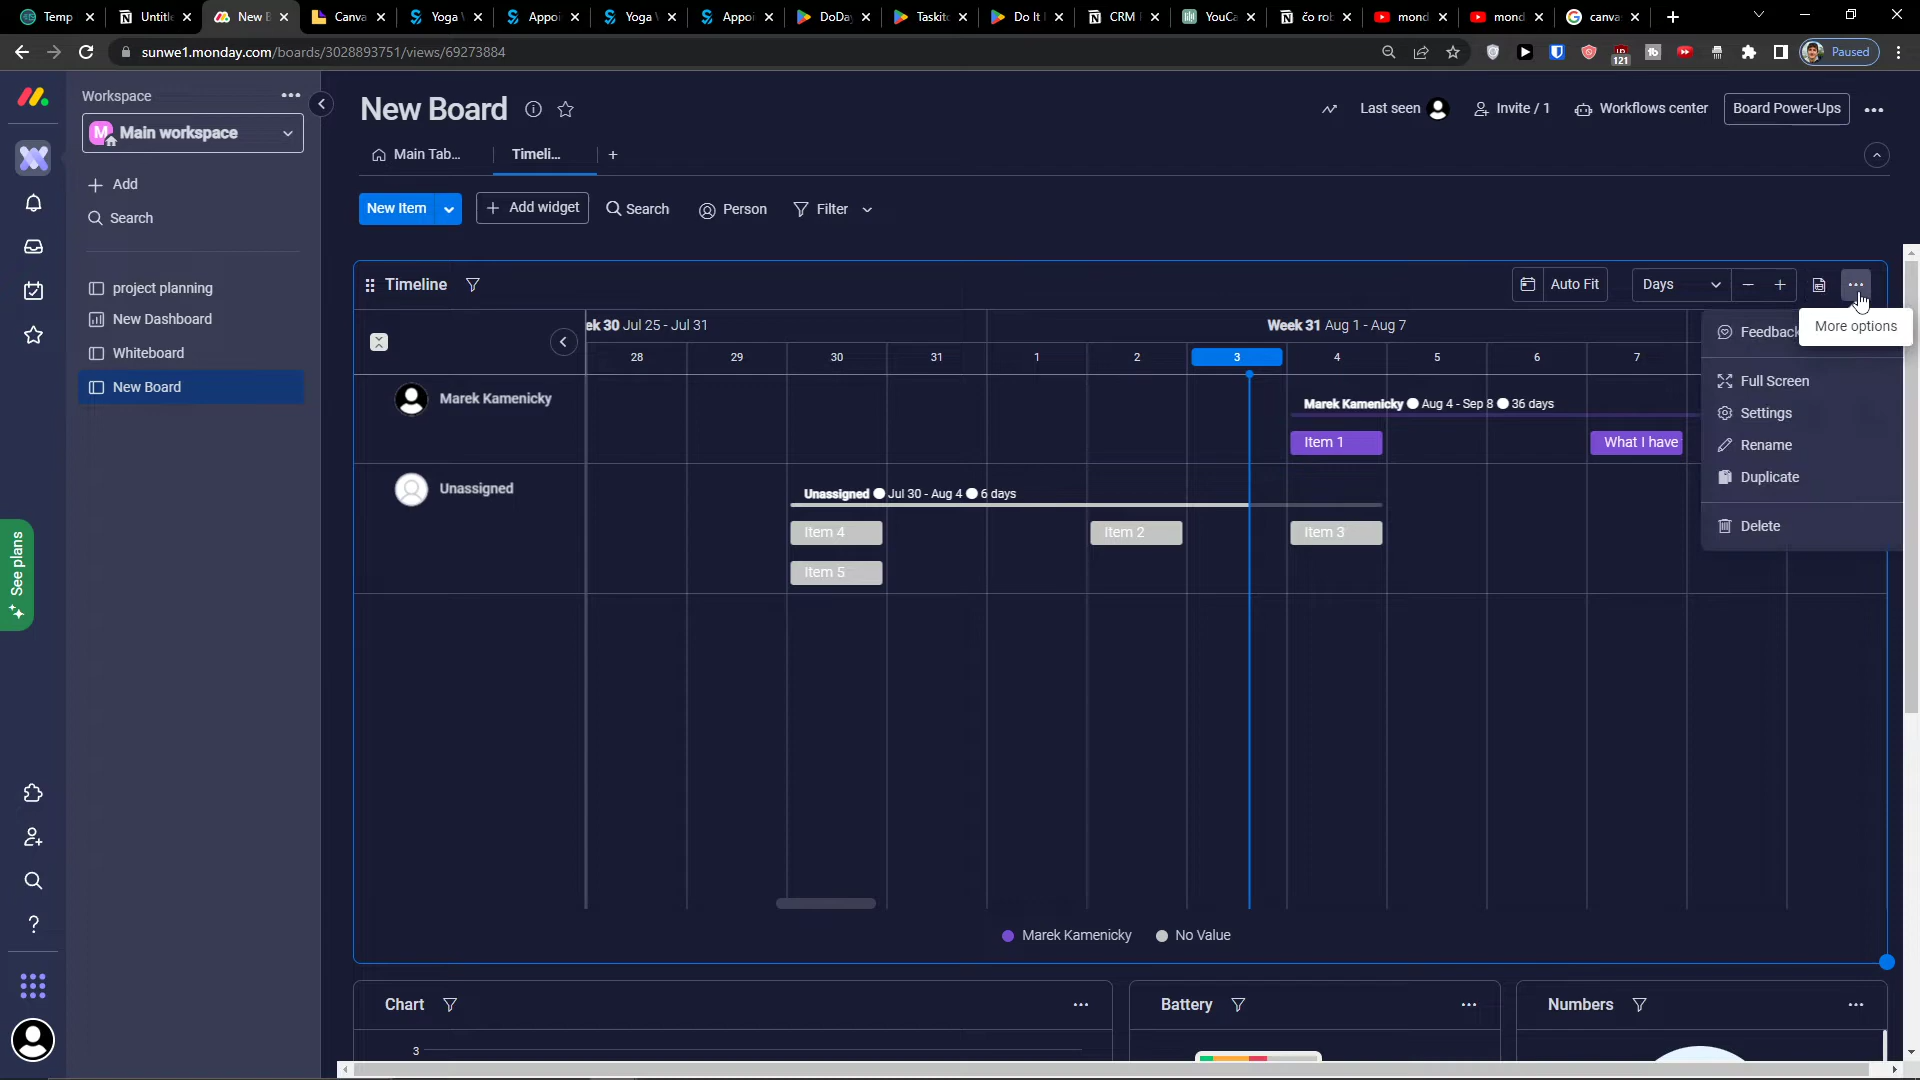 Temp
Untitl
New B
Canva
Yoga
Appoi
Yoga
Appoi
DoDa
Taskit
Do It
CRM
YouCa
čo rob
mond
mond
canva
sunwe1.monday.com/boards/3028893751/views/69273884
121
Paused
Workspace
M Main workspace
Add
Search
project planning
New Dashboard
Whiteboard
New Board
See plans
New Board
Last seen
Invite / 1
Workflows center
Board Power-Ups
Main Tab...
Timeli...
New Item
Add widget
Search
Person
Filter
Timeline
Auto Fit
Days
ek 30 Jul 25 - Jul 31
Week 31 Aug 1 - Aug 7
28 29 30 31 1 2 3 4 5 6 7
Marek Kamenicky
Marek Kamenicky Aug 4 - Sep 8 36 days
Item 1
What I have
Unassigned
Unassigned Jul 30 - Aug 4 6 days
Item 4
Item 2
Item 3
Item 5
Marek Kamenicky
No Value
More options
Feedback
Full Screen
Settings
Rename
Duplicate
Delete
Chart
3
Battery
Numbers